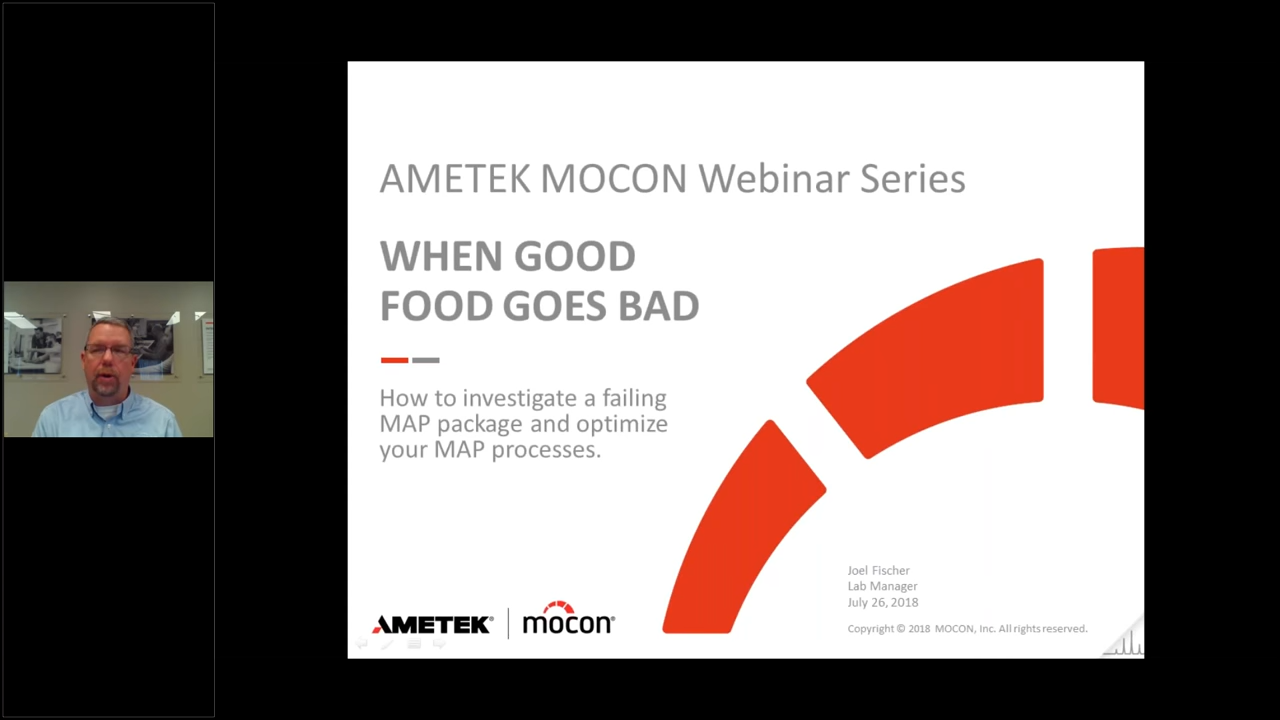 AMETEK MOCON Webinar Series
WHEN GOOD
FOOD GOES BAD
How to investigate a failing
MAP package and optimize
your MAP processes.
Joel Fischer
Lab Manager
July 26, 2018
Copyright © 2018 MOCON, Inc. All rights reserved.
AMETEK® mocon®